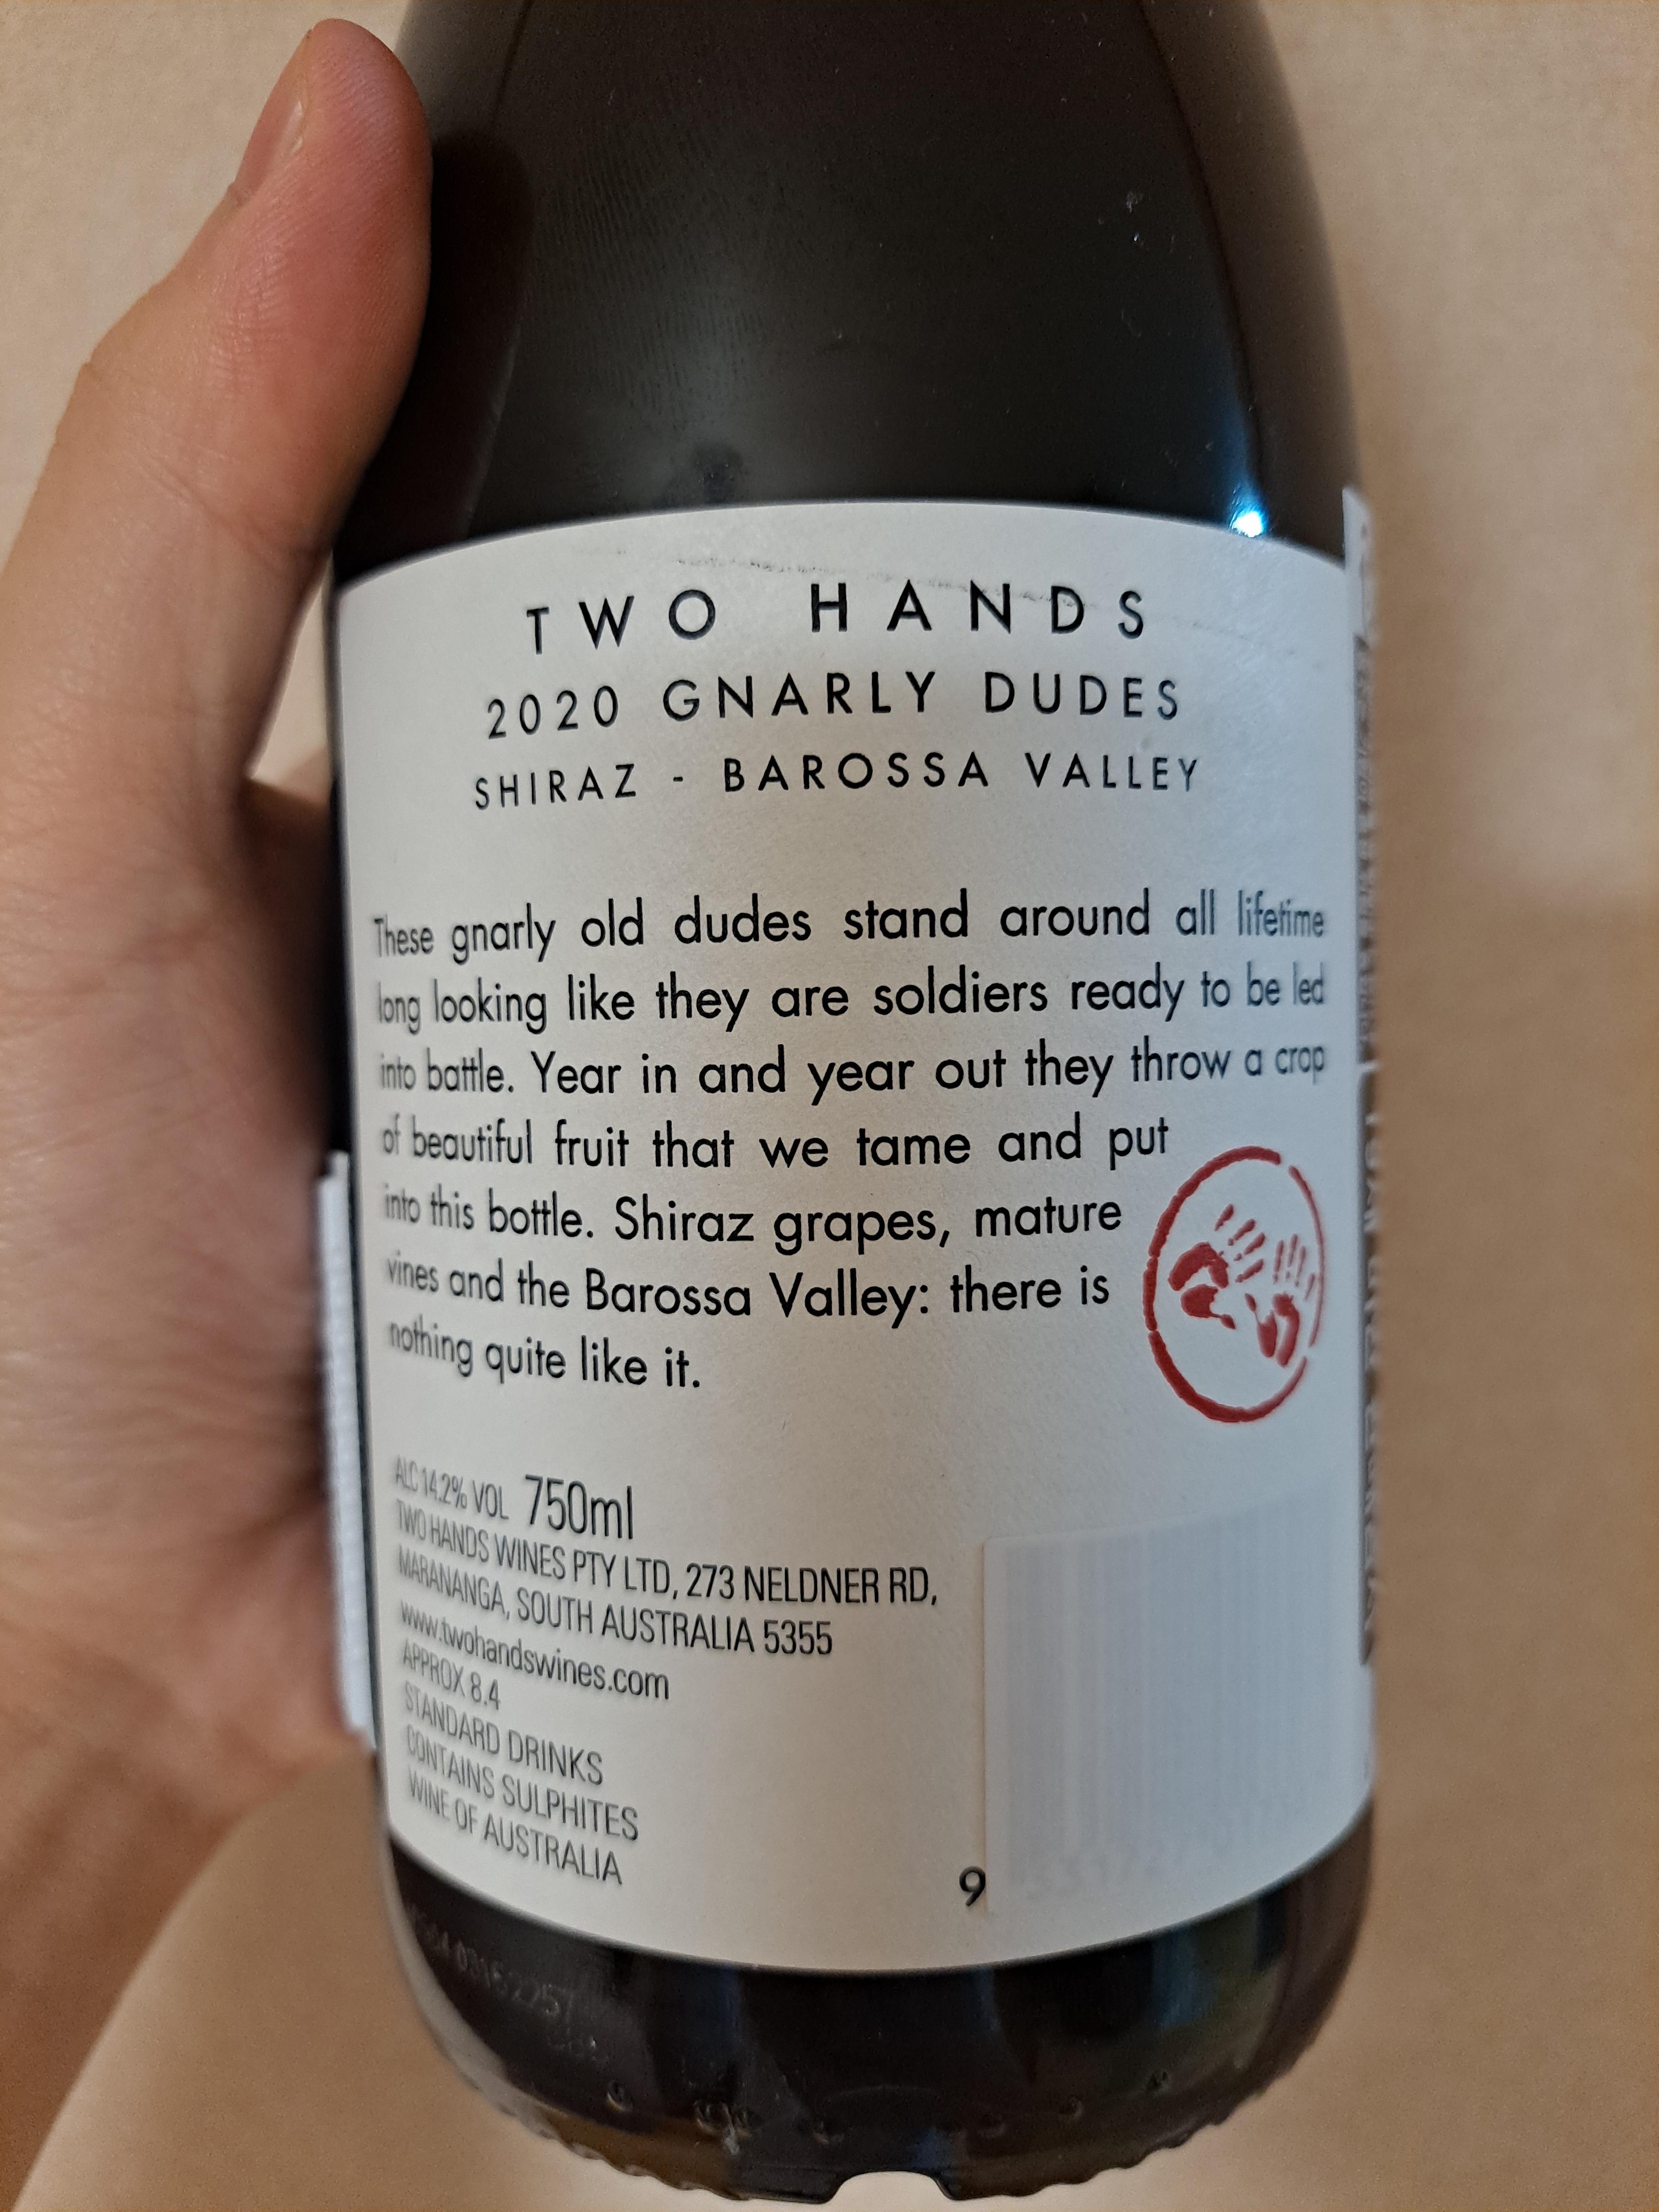 TWO HANDS
2020 GNARLY DUDES
SHIRAZ - BAROSSA VALLEY
These gnarly old dudes stand around all lifetime
long looking like they are soldiers ready to be led
into battle. Year in and year out they throw a crop
of beautiful fruit that we tame and put
into this bottle. Shiraz grapes, mature
vines and the Barossa Valley: there is
nothing quite like it.
ALC 14.2% VOL 750ml
TWO HANDS WINES PTY LTD, 273 NELDNER RD,
MARANANGA, SOUTH AUSTRALIA 5355
www.twohandswines.com
APPROX 8.4
STANDARD DRINKS
CONTAINS SULPHITES
WINE OF AUSTRALIA
9